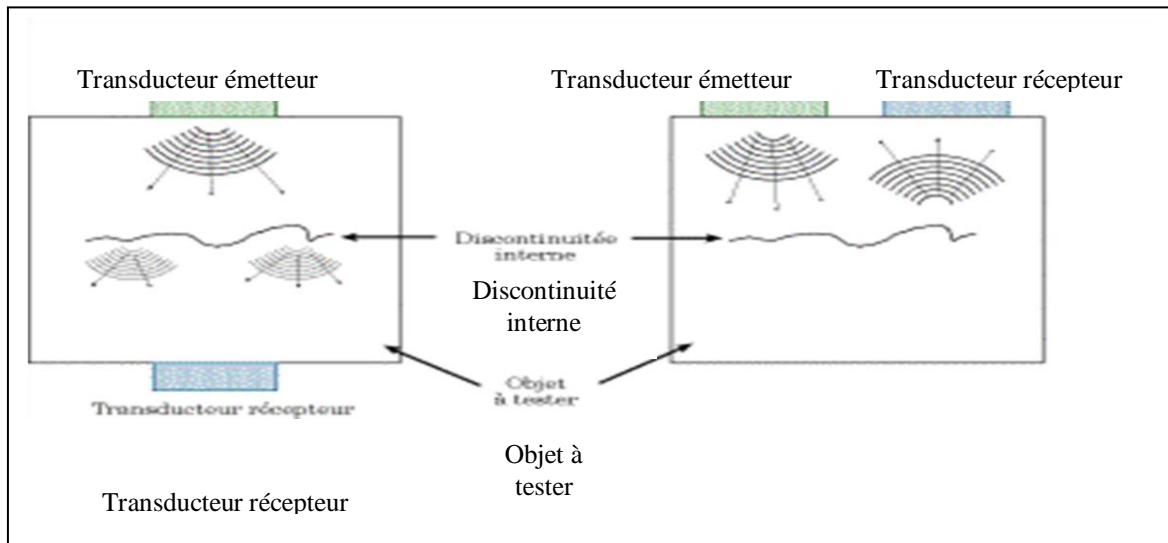 Transducteur émetteur
Transducteur émetteur
Transducteur récepteur
Discontinuitée
interne
Discontinuité
interne
Objet
à tester
Transducteur récepteur
Objet à
tester
Transducteur récepteur